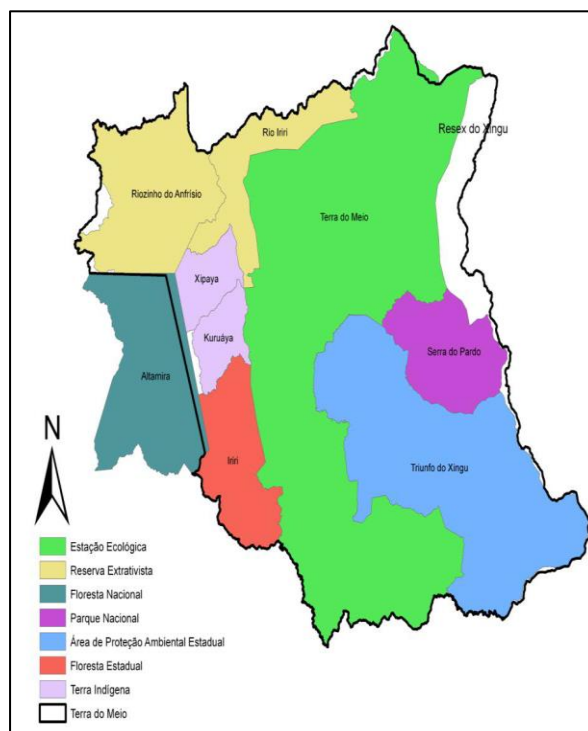 Rio Iriri
Resex do Xingu
Riozinho do Anfrísio
Terra do Meio
Xipaya
Kuruáya
Serra do Pardo
Altamira
Iriri
Triunfo do Xingu
N
Estação Ecológica
Reserva Extrativista
Floresta Nacional
Parque Nacional
Área de Proteção Ambiental Estadual
Floresta Estadual
Terra Indígena
Terra do Meio